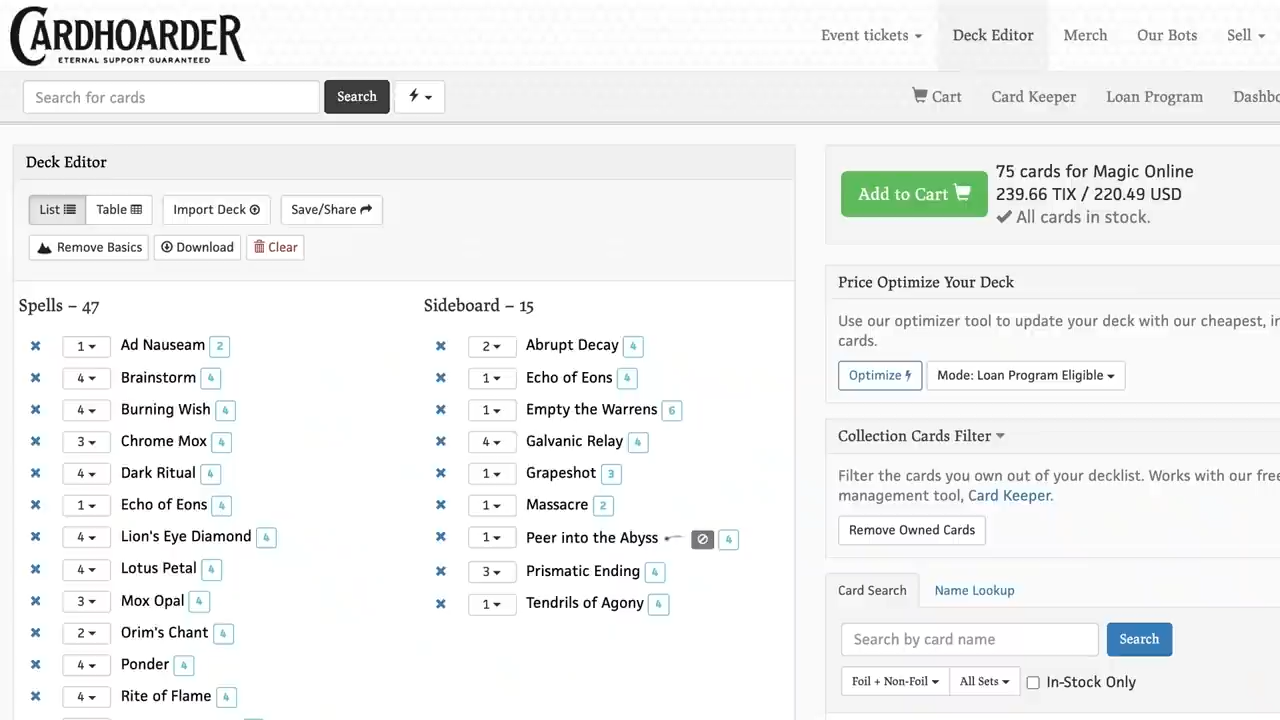 CARDHOARDER
ETERNAL SUPPORT GUARANTEED
Event tickets
Deck Editor
Merch
Our Bots
Sell
Search for cards
Search
Cart
Card Keeper
Loan Program
Dashbo
Deck Editor
List
Table
Import Deck
Save/Share
Remove Basics
Download
Clear
Spells – 47
1 Ad Nauseam 2
4 Brainstorm 4
4 Burning Wish 4
3 Chrome Mox 4
4 Dark Ritual 4
1 Echo of Eons 4
4 Lion's Eye Diamond 4
4 Lotus Petal 4
3 Mox Opal 4
2 Orim's Chant 4
4 Ponder 4
4 Rite of Flame 4
Sideboard – 15
2 Abrupt Decay 4
1 Echo of Eons 4
1 Empty the Warrens 6
4 Galvanic Relay 4
1 Grapeshot 3
1 Massacre 2
1 Peer into the Abyss 4
3 Prismatic Ending 4
1 Tendrils of Agony 4
Add to Cart
75 cards for Magic Online
239.66 TIX / 220.49 USD
All cards in stock.
Price Optimize Your Deck
Use our optimizer tool to update your deck with our cheapest, i
cards.
Optimize
Mode: Loan Program Eligible
Collection Cards Filter
Filter the cards you own out of your decklist. Works with our free
management tool, Card Keeper.
Remove Owned Cards
Card Search
Name Lookup
Search by card name
Search
Foil + Non-Foil
All Sets
In-Stock Only